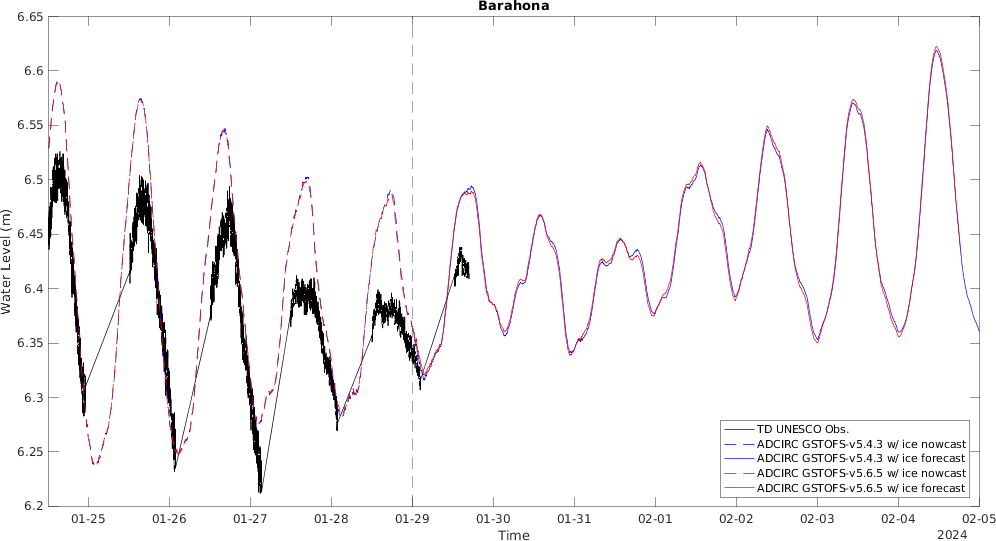 Barahona
6.65
6.6
6.55
6.5
6.45
6.4
6.35
6.3
6.25
6.2
Water Level (m)
TD UNESCO Obs.
ADCIRC GSTOFS-v5.4.3 w/ ice nowcast
ADCIRC GSTOFS-v5.4.3 w/ ice forecast
ADCIRC GSTOFS-v5.6.5 w/ ice nowcast
ADCIRC GSTOFS-v5.6.5 w/ ice forecast
01-25 01-26 01-27 01-28 01-29 01-30 01-31 02-01 02-02 02-03 02-04 02-05
Time
2024